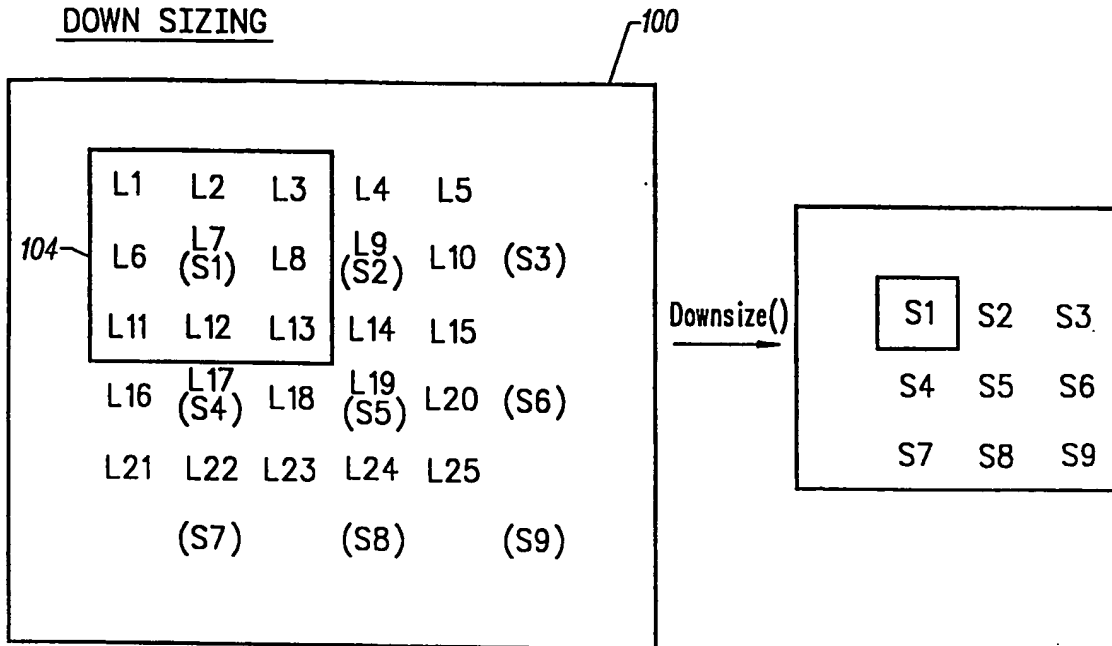 DOWN SIZING
100
L1 L2 L3 L4 L5
104
L6 L7 L8 L9 L10 (S3)
(S1) (S2)
L11 L12 L13 L14 L15
L16 L17 L18 L19 L20 (S6)
(S4) (S5)
L21 L22 L23 L24 L25
(S7) (S8) (S9)
Downsize()
S1 S2 S3
S4 S5 S6
S7 S8 S9